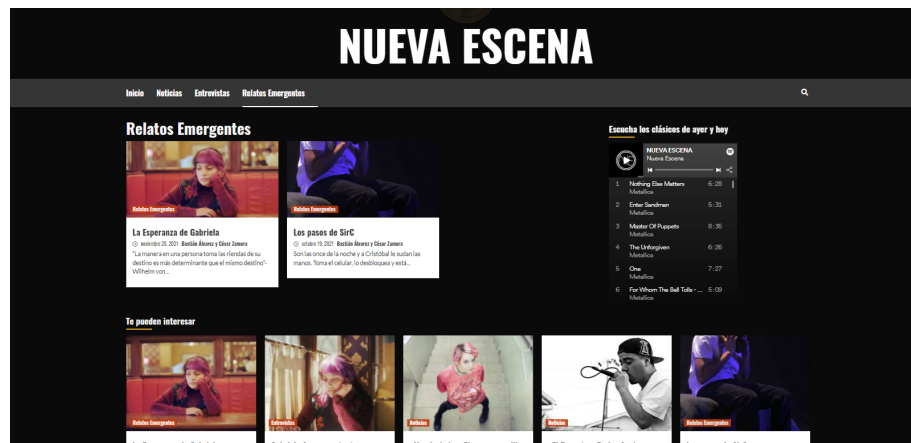 NUEVA ESCENA
Inicio Noticias Entrevistas Relatos Emergentes
Relatos Emergentes
Relatos Emergentes
La Esperanza de Gabriela
noviembre 20, 2021 Bastián Álvarez y César Zamora
"La manera en una persona toma las riendas de su
destino es más determinante que el mismo destino"-
Wilhelm von...
Relatos Emergentes
Los pasos de SirC
octubre 19, 2021 Bastián Álvarez y César Zamora
Son las once de la noche y a Cristóbal le sudan las
manos. Toma el celular, lo desbloquea y está...
Escucha los clásicos de ayer y hoy
NUEVA ESCENA
Nueva Escena
1 Nothing Else Matters 6:28
Metallica
2 Enter Sandman 5:31
Metallica
3 Master Of Puppets 8:35
Metallica
4 The Unforgiven 6:26
Metallica
5 One 7:27
Metallica
6 For Whom The Bell Tolls - ... 5:09
Metallica
Te pueden interesar
Relatos Emergentes
Entrevistas
Noticias
Noticias
Relatos Emergentes